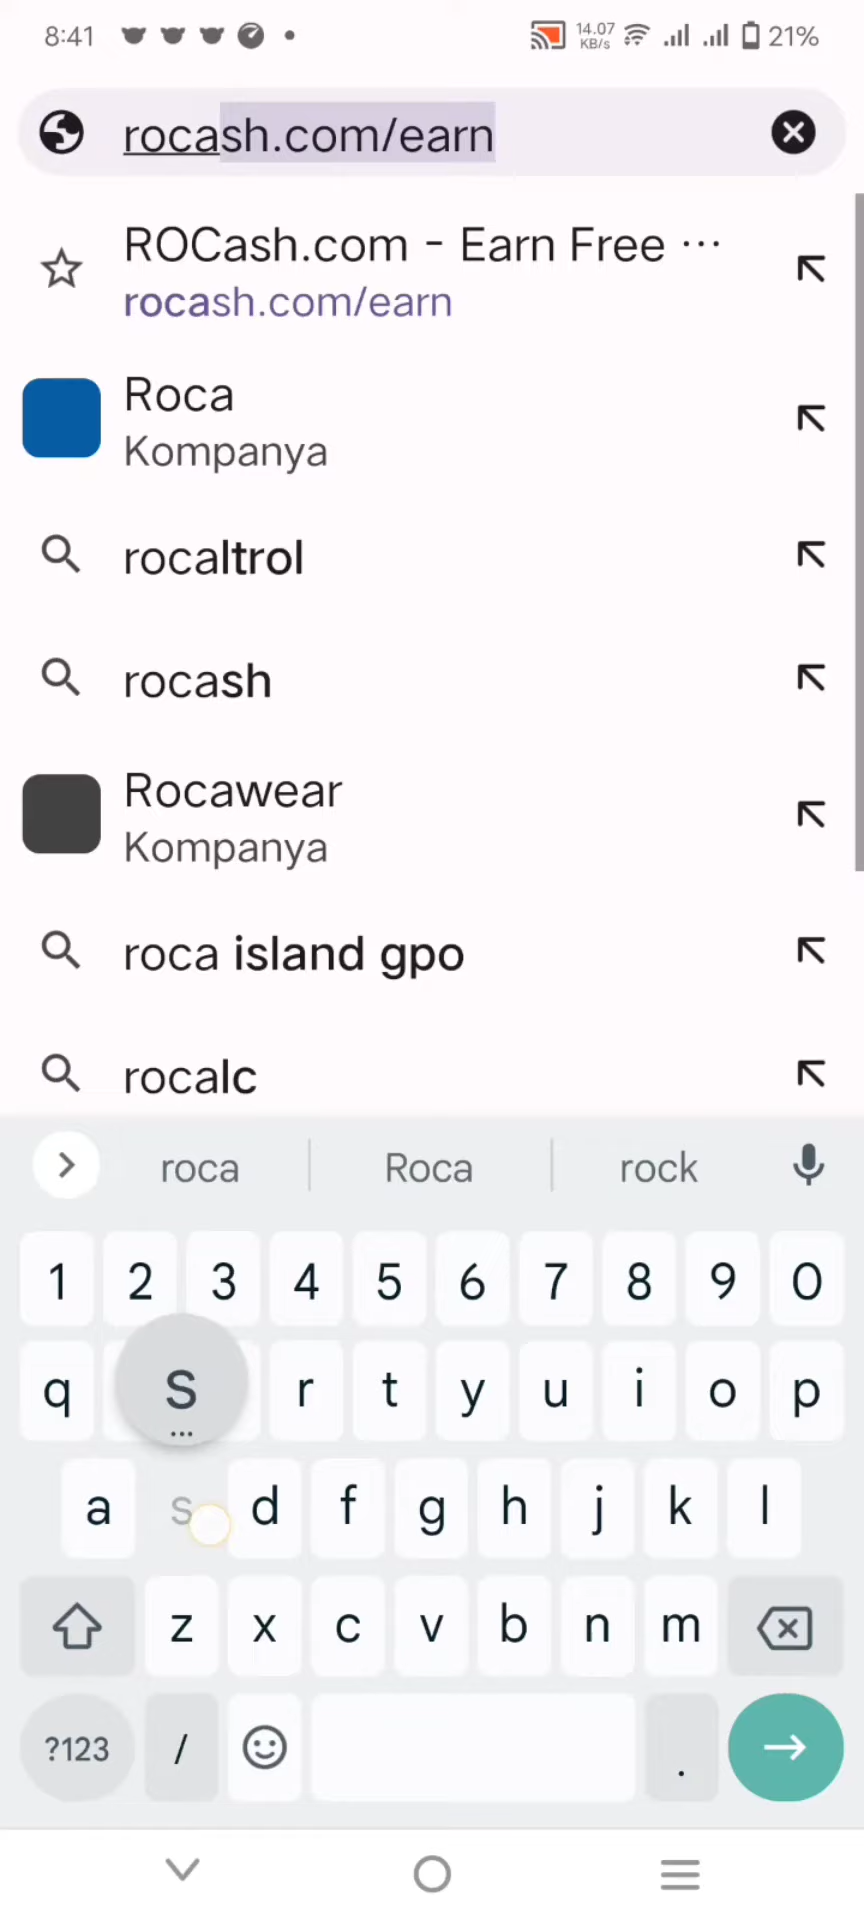 8:41
14.07
KB/s
21%
rocash.com/earn
ROCash.com - Earn Free ...
rocash.com/earn
Roca
Kompanya
rocaltrol
rocash
Rocawear
Kompanya
roca island gpo
rocalc
roca Roca rock
1 2 3 4 5 6 7 8 9 0
q s r t y u i o p
a s d f g h j k l
z x c v b n m
?123 / .